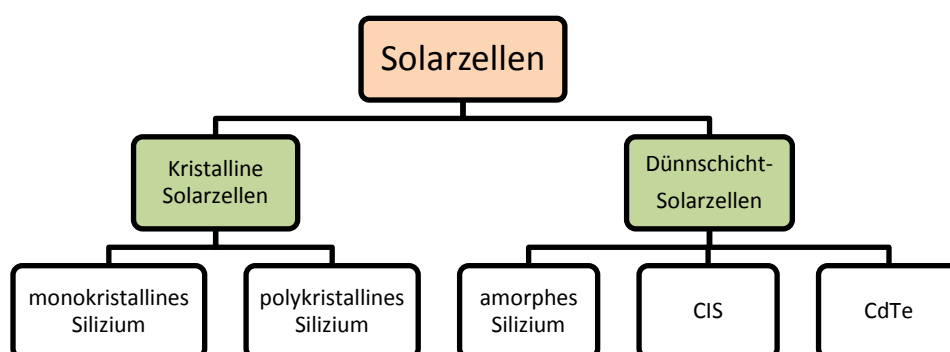 Solarzellen
Kristalline
Solarzellen
Dünnschicht-
Solarzellen
monokristallines
Silizium
polykristallines
Silizium
amorphes
Silizium
CIS
CdTe